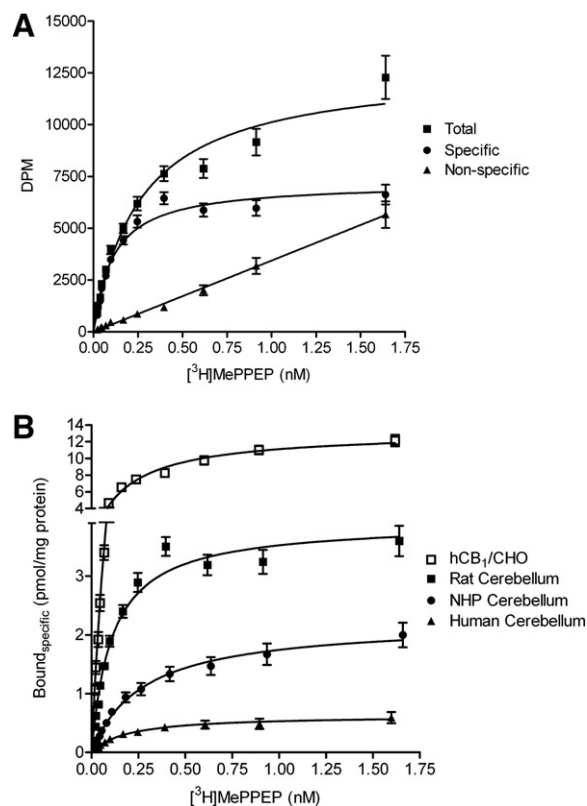 A
15000
12500
10000
7500
5000
2500
0
DPM
0.00 0.25 0.50 0.75 1.00 1.25 1.50 1.75
[³H]MePPEP (nM)
Total
Specific
Non-specific
B
14
12
10
8
6
4
3
2
1
0
Bound specific (pmol/mg protein)
0.00 0.25 0.50 0.75 1.00 1.25 1.50 1.75
[³H]MePPEP (nM)
hCB₁/CHO
Rat Cerebellum
NHP Cerebellum
Human Cerebellum